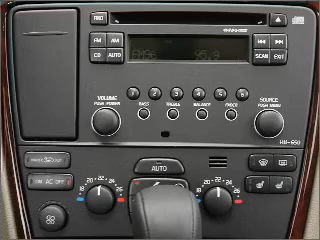 RND
FM AM
CD AUTO
SCAN EXIT
1 2 3 4 5 6
VOLUME
PUSH POWER
BASS TREBLE BALANCE FADER
SOURCE
PUSH MENU
HU-650
AUTO
AC OFF
20 22 24
18 26
20 22 24
18 26